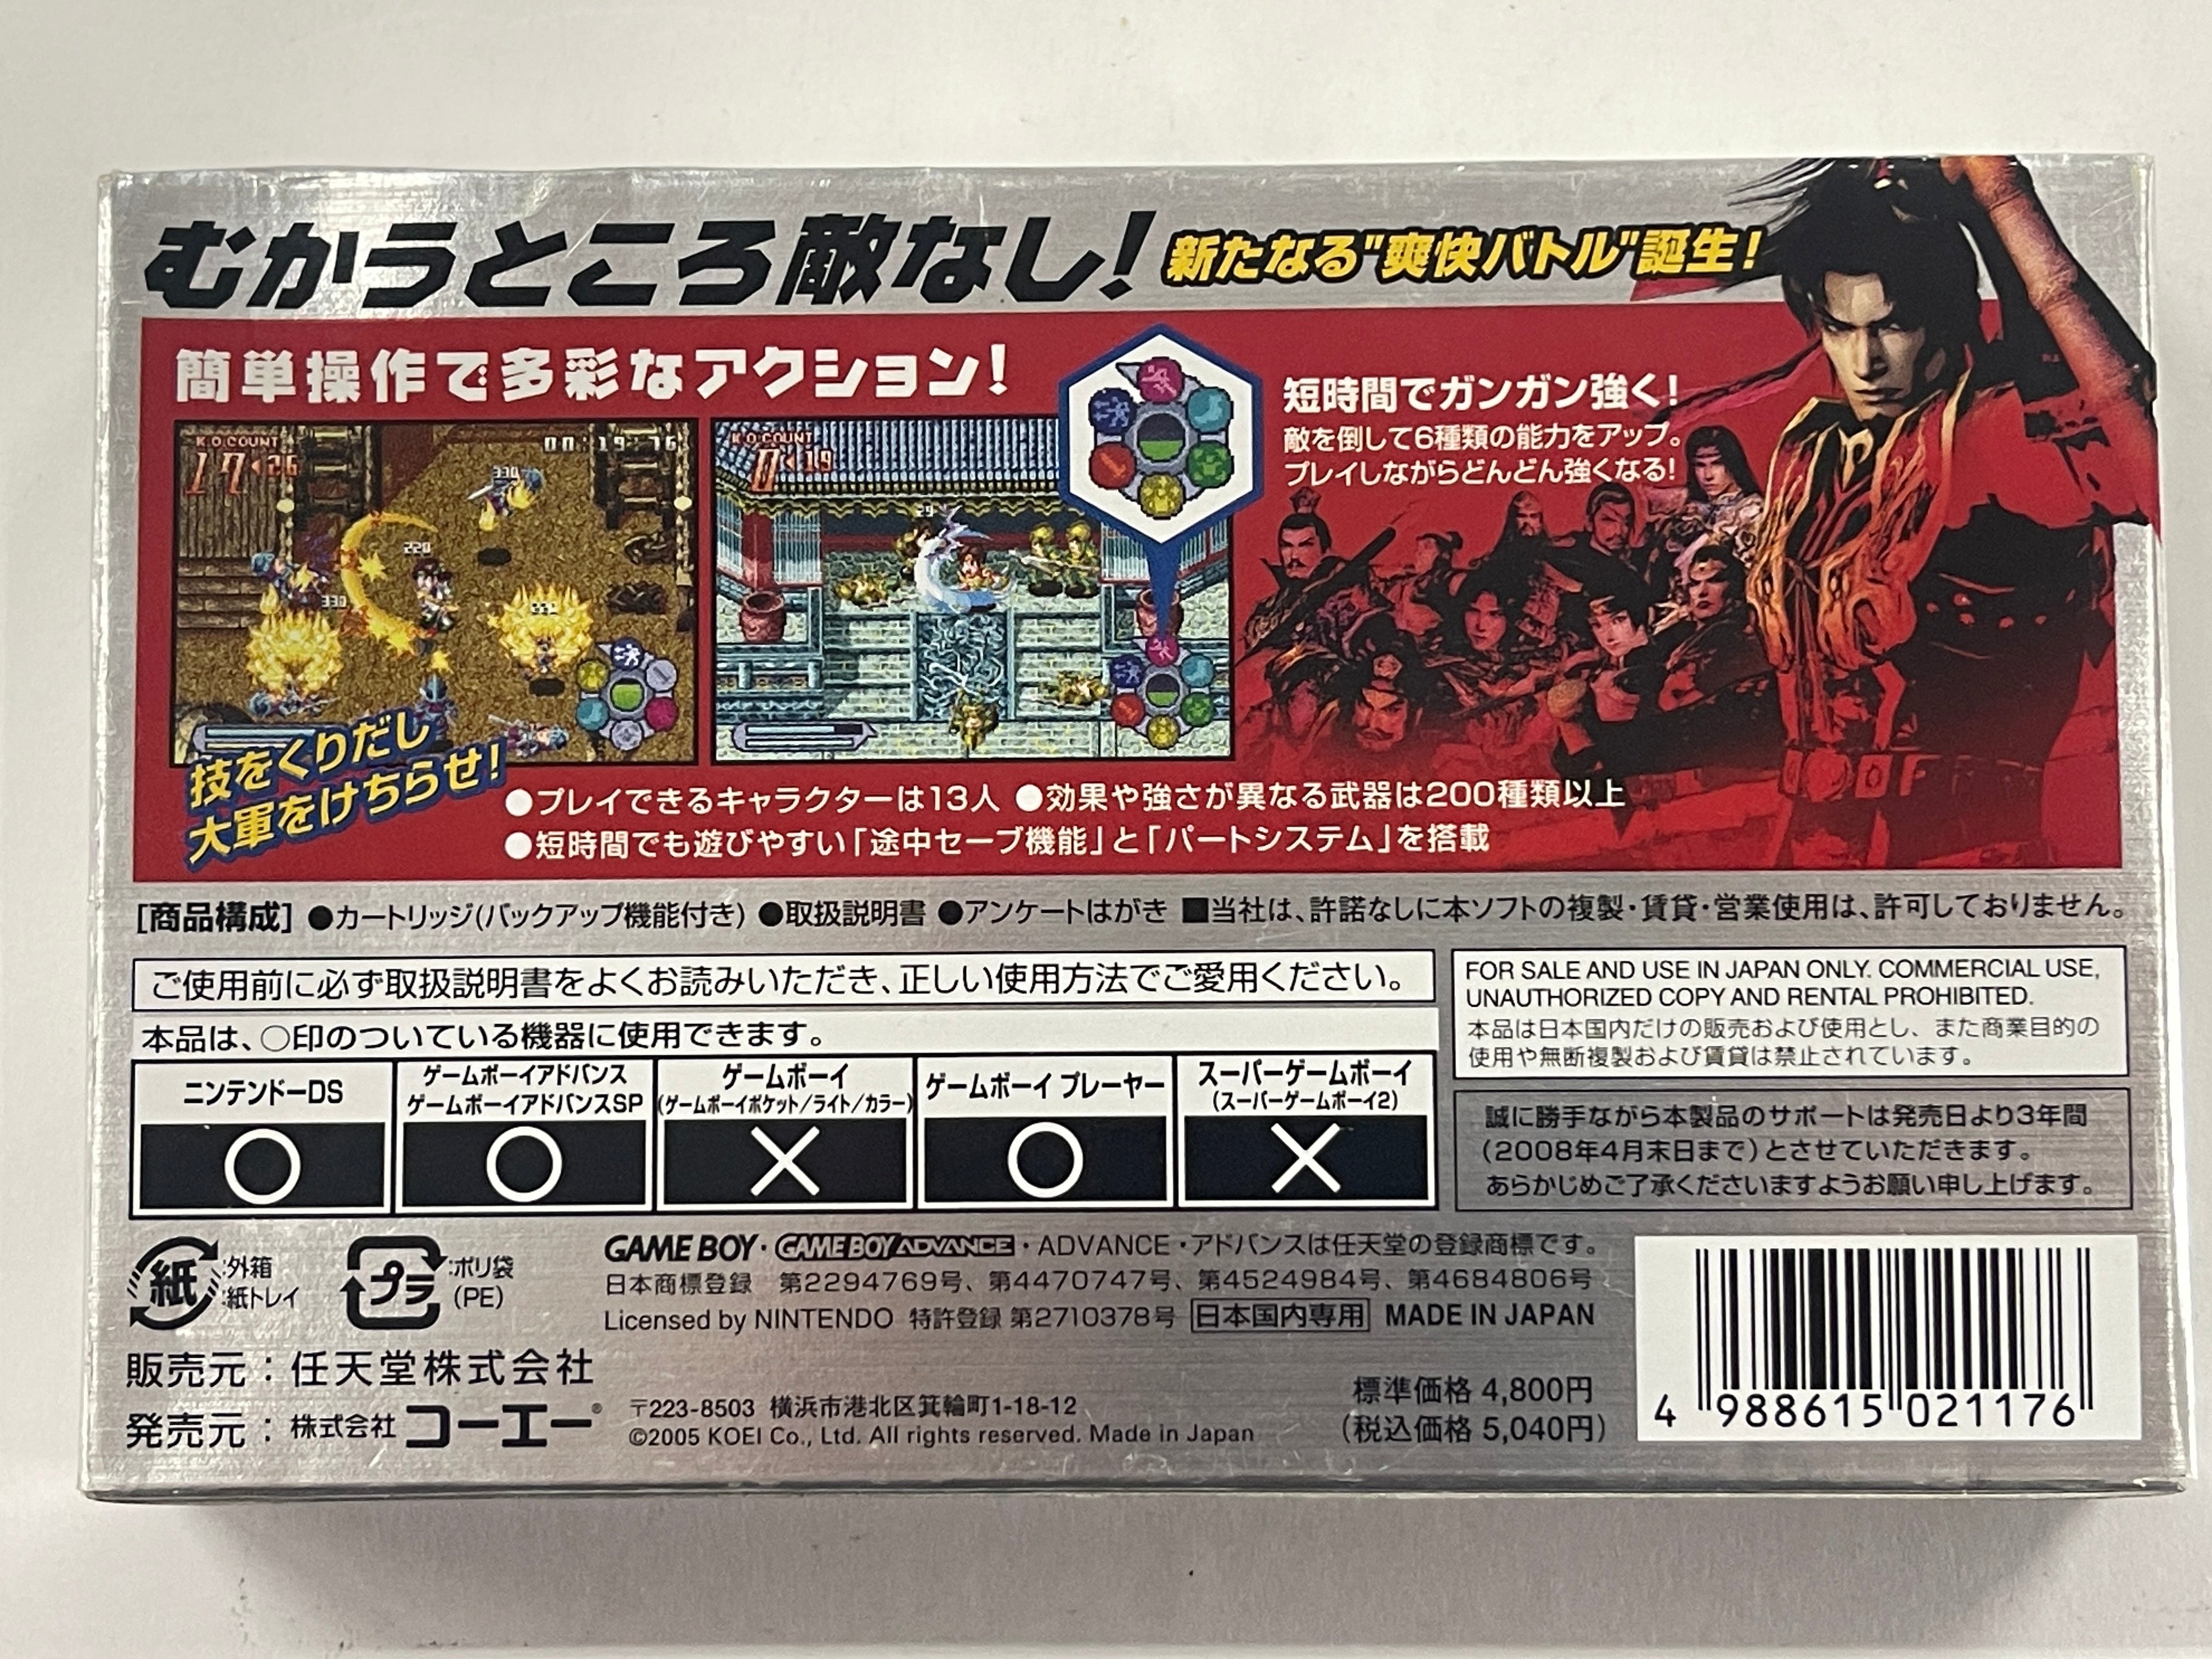 むかうところ敵なし!
新たなる"爽快バトル"誕生!
簡単操作で多彩なアクション!
K.O.COUNT
17◀26
00:19:76
330
220
330
K.O.COUNT
0◀19
29
短時間でガンガン強く!
敵を倒して6種類の能力をアップ。
プレイしながらどんどん強くなる!
技をくりだし
大軍をけちらせ!
●プレイできるキャラクターは13人 ●効果や強さが異なる武器は200種類以上
●短時間でも遊びやすい「途中セーブ機能」と「パートシステム」を搭載
[商品構成] ●カートリッジ(バックアップ機能付き) ●取扱説明書 ●アンケートはがき ■当社は、許諾なしに本ソフトの複製・賃貸・営業使用は、許可しておりません。
ご使用前に必ず取扱説明書をよくお読みいただき、正しい使用方法でご愛用ください。
本品は、○印のついている機器に使用できます。
ニンテンドーDS
○
ゲームボーイアドバンス
ゲームボーイアドバンスSP
○
ゲームボーイ
(ゲームボーイポケット/ライト/カラー)
×
ゲームボーイ プレーヤー
○
スーパーゲームボーイ
(スーパーゲームボーイ2)
×
FOR SALE AND USE IN JAPAN ONLY. COMMERCIAL USE,
UNAUTHORIZED COPY AND RENTAL PROHIBITED.
本品は日本国内だけの販売および使用とし、また商業目的の
使用や無断複製および賃貸は禁止されています。
誠に勝手ながら本製品のサポートは発売日より3年間
(2008年4月末日まで)とさせていただきます。
あらかじめご了承くださいますようお願い申し上げます。
紙 :外箱
:紙トレイ
プラ :ポリ袋
(PE)
GAME BOY・GAME BOY ADVANCE・ADVANCE・アドバンスは任天堂の登録商標です。
日本商標登録 第2294769号、第4470747号、第4524984号、第4684806号
Licensed by NINTENDO 特許登録 第2710378号 日本国内専用 MADE IN JAPAN
販売元:任天堂株式会社
発売元:株式会社コーエー®
〒223-8503 横浜市港北区箕輪町1-18-12
©2005 KOEI Co., Ltd. All rights reserved. Made in Japan
標準価格 4,800円
(税込価格 5,040円)
4 988615 021176